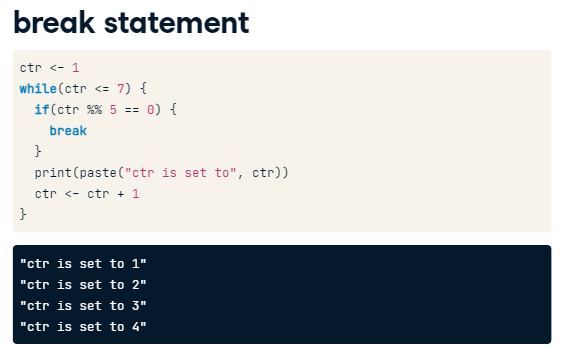 break statement
ctr <- 1
while(ctr <= 7) {
  if(ctr %% 5 == 0) {
    break
  }
  print(paste("ctr is set to", ctr))
  ctr <- ctr + 1
}
"ctr is set to 1"
"ctr is set to 2"
"ctr is set to 3"
"ctr is set to 4"